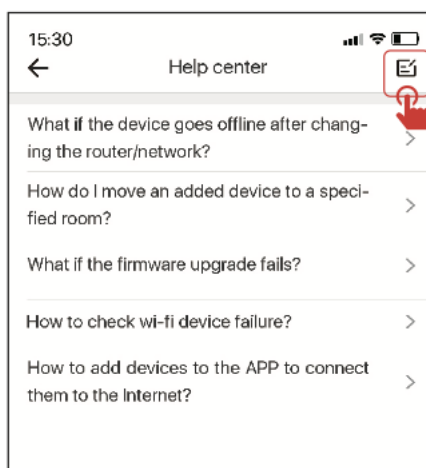 15:30
Help center
What if the device goes offline after chang-
ing the router/network?
How do I move an added device to a speci-
fied room?
What if the firmware upgrade fails?
How to check wi-fi device failure?
How to add devices to the APP to connect
them to the Internet?